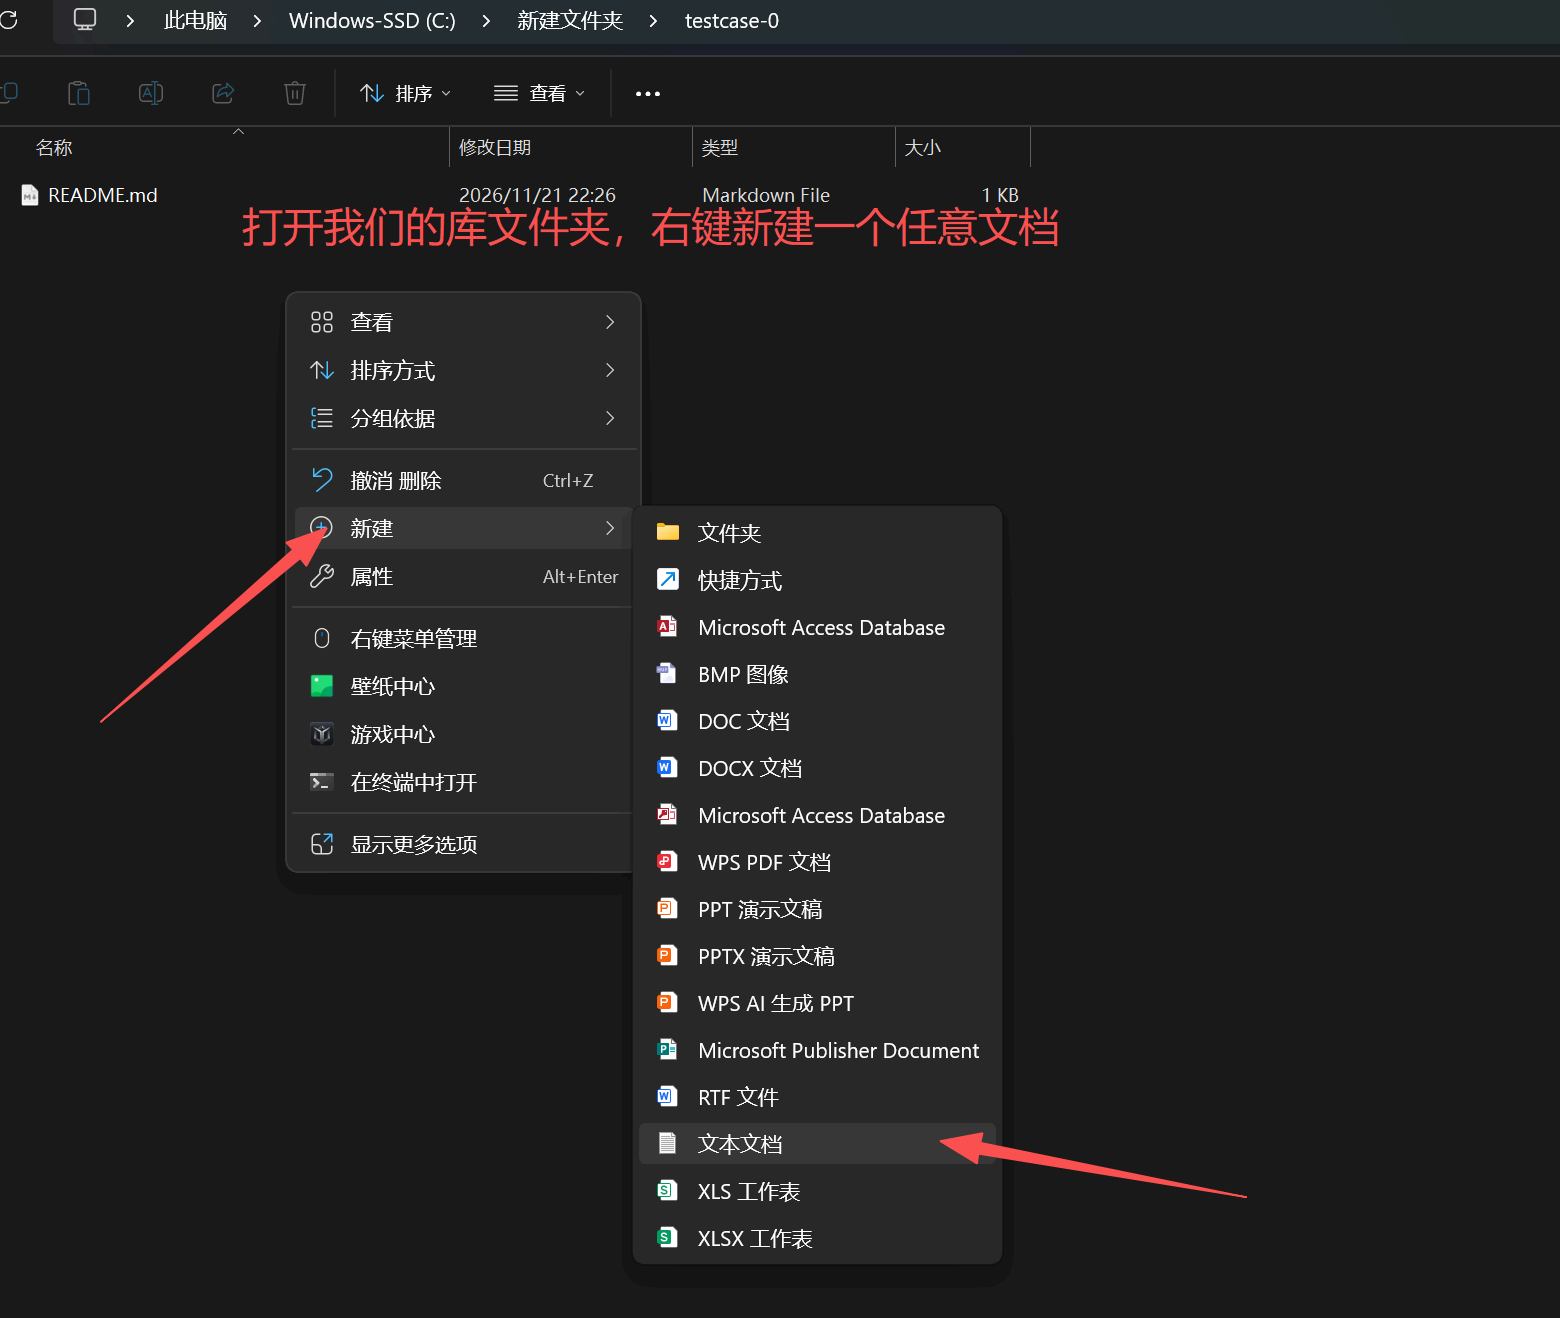 此电脑 Windows-SSD (C:) 新建文件夹 testcase-0
排序 查看
名称 修改日期 类型 大小
README.md 2026/11/21 22:26 Markdown File 1 KB
打开我们的库文件夹，右键新建一个任意文档
查看
排序方式
分组依据
撤消 删除 Ctrl+Z
新建
属性 Alt+Enter
右键菜单管理
壁纸中心
游戏中心
在终端中打开
显示更多选项
文件夹
快捷方式
Microsoft Access Database
BMP 图像
DOC 文档
DOCX 文档
Microsoft Access Database
WPS PDF 文档
PPT 演示文稿
PPTX 演示文稿
WPS AI 生成 PPT
Microsoft Publisher Document
RTF 文件
文本文档
XLS 工作表
XLSX 工作表